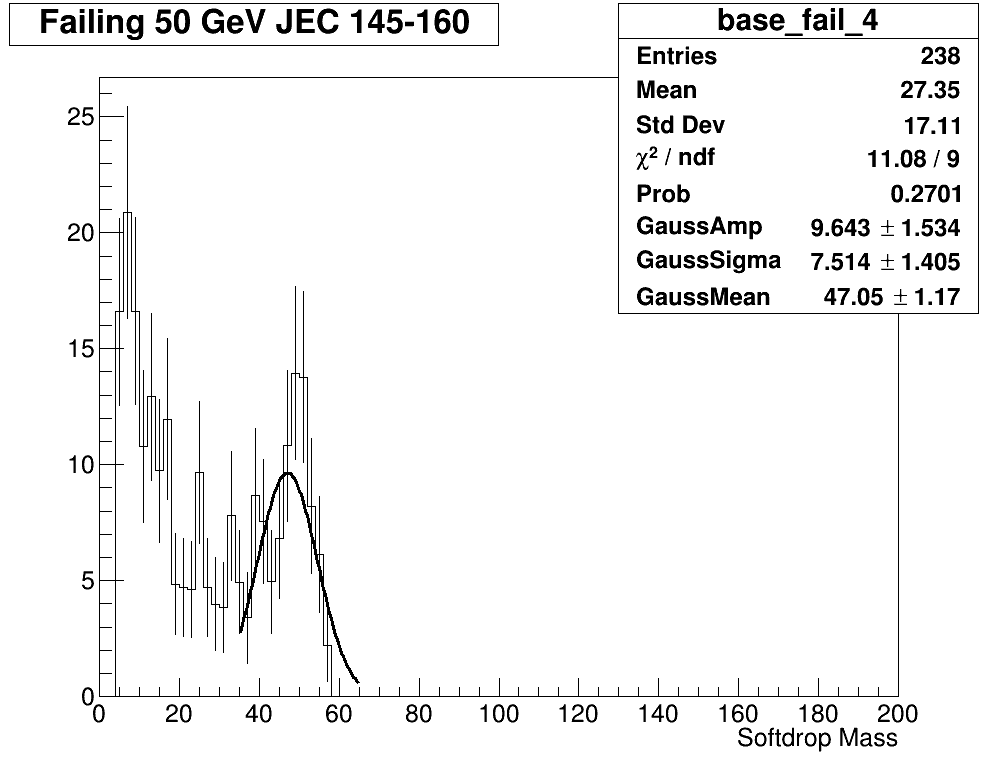 Failing 50 GeV JEC 145-160
base_fail_4
Entries 238
Mean 27.35
Std Dev 17.11
χ² / ndf 11.08 / 9
Prob 0.2701
GaussAmp 9.643 ± 1.534
GaussSigma 7.514 ± 1.405
GaussMean 47.05 ± 1.17
25
20
15
10
5
0
0 20 40 60 80 100 120 140 160 180 200
Softdrop Mass